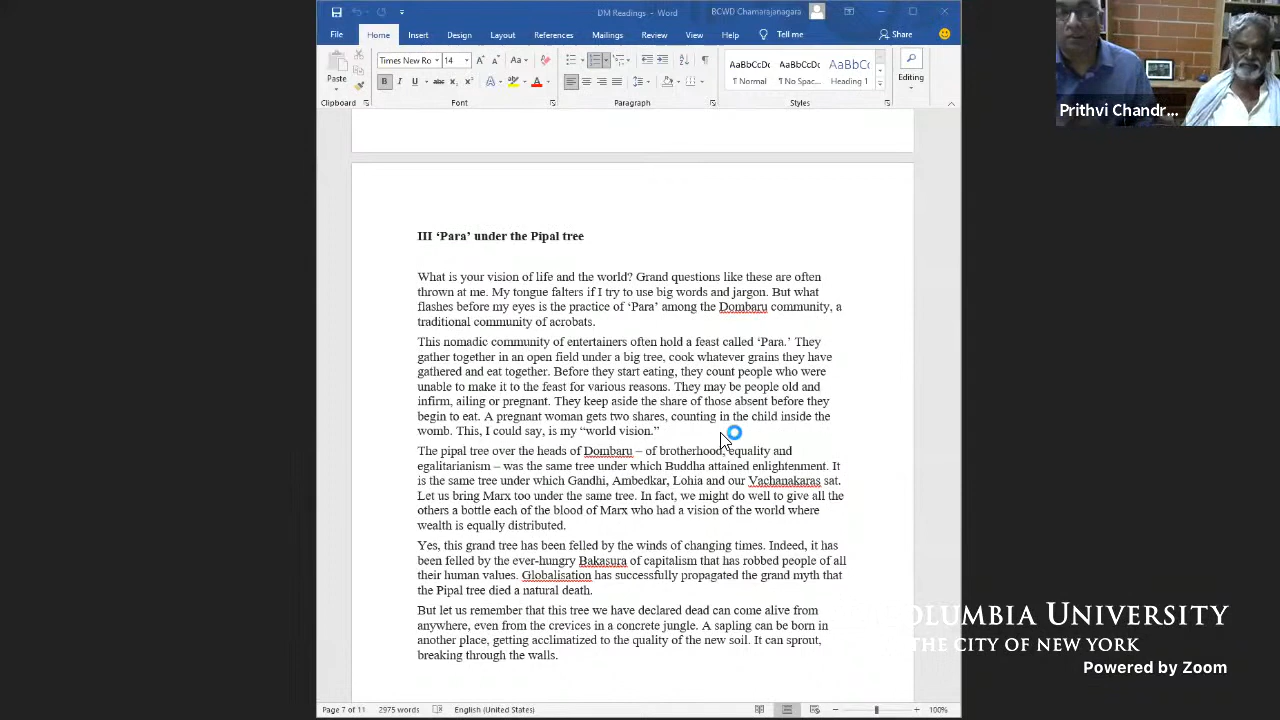 DM Readings - Word
BCWD Chamarajanagara
File Home Insert Design Layout References Mailings Review View Help Tell me Share
Paste
Times New Ro 14 Aa
B I U abc X₂ X² A
AaBbCcDc AaBbCcDc AaBbCc
¶ Normal ¶ No Spac... Heading 1
Editing
Clipboard Font Paragraph Styles
Prithvi Chandr...
III ‘Para’ under the Pipal tree
What is your vision of life and the world? Grand questions like these are often
thrown at me. My tongue falters if I try to use big words and jargon. But what
flashes before my eyes is the practice of ‘Para’ among the Dombaru community, a
traditional community of acrobats.
This nomadic community of entertainers often hold a feast called ‘Para.’ They
gather together in an open field under a big tree, cook whatever grains they have
gathered and eat together. Before they start eating, they count people who were
unable to make it to the feast for various reasons. They may be people old and
infirm, ailing or pregnant. They keep aside the share of those absent before they
begin to eat. A pregnant woman gets two shares, counting in the child inside the
womb. This, I could say, is my “world vision.”
The pipal tree over the heads of Dombaru – of brotherhood, equality and
egalitarianism – was the same tree under which Buddha attained enlightenment. It
is the same tree under which Gandhi, Ambedkar, Lohia and our Vachanakaras sat.
Let us bring Marx too under the same tree. In fact, we might do well to give all the
others a bottle each of the blood of Marx who had a vision of the world where
wealth is equally distributed.
Yes, this grand tree has been felled by the winds of changing times. Indeed, it has
been felled by the ever-hungry Bakasura of capitalism that has robbed people of all
their human values. Globalisation has successfully propagated the grand myth that
the Pipal tree died a natural death.
But let us remember that this tree we have declared dead can come alive from
anywhere, even from the crevices in a concrete jungle. A sapling can be born in
another place, getting acclimatized to the quality of the new soil. It can sprout,
breaking through the walls.
COLUMBIA UNIVERSITY
IN THE CITY OF NEW YORK
Powered by Zoom
Page 7 of 11 2975 words English (United States) 100%